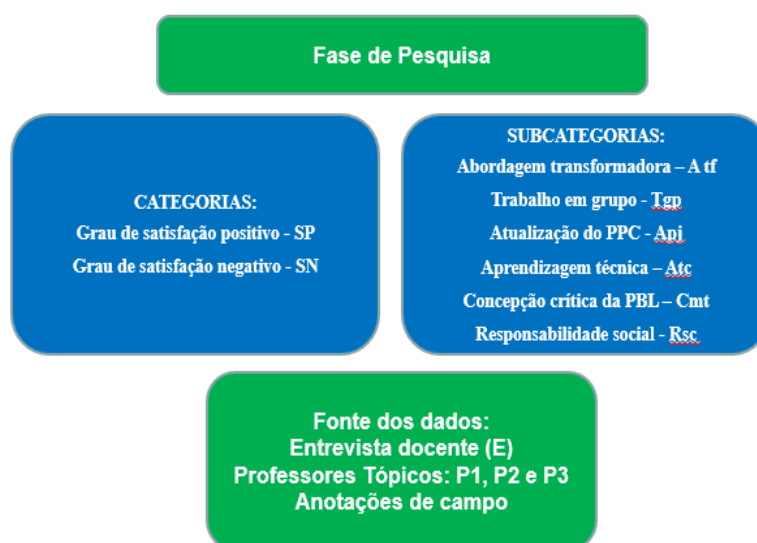 Fase de Pesquisa
CATEGORIAS:
Grau de satisfação positivo - SP
Grau de satisfação negativo - SN
SUBCATEGORIAS:
Abordagem transformadora – A tf
Trabalho em grupo - Tgp
Atualização do PPC - Apj
Aprendizagem técnica – Atc
Concepção crítica da PBL – Cmt
Responsabilidade social - Rsc
Fonte dos dados:
Entrevista docente (E)
Professores Tópicos: P1, P2 e P3
Anotações de campo